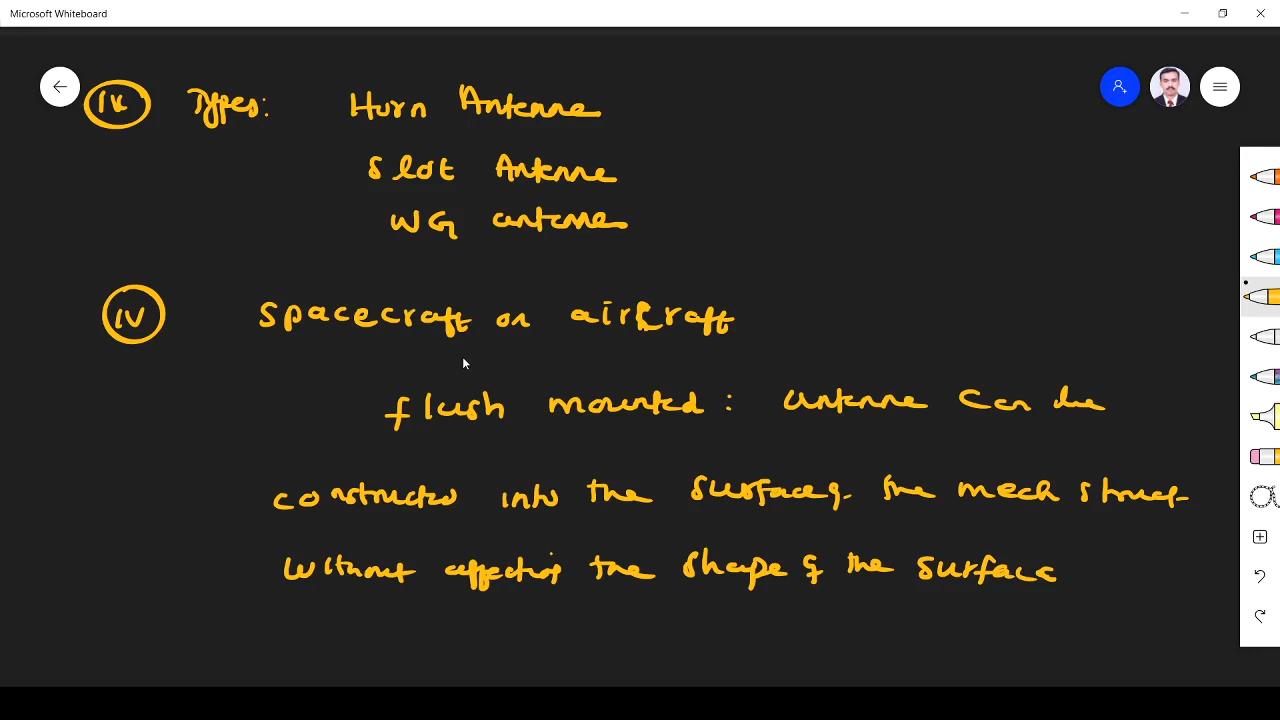 Microsoft Whiteboard
Types: Horn Antenna
Slot Antenna
WG antenna
IV spacecraft or aircraft
flush mounted: antenna can be
constructed into the surface of the mech struct-
without affecting the shape of the surface